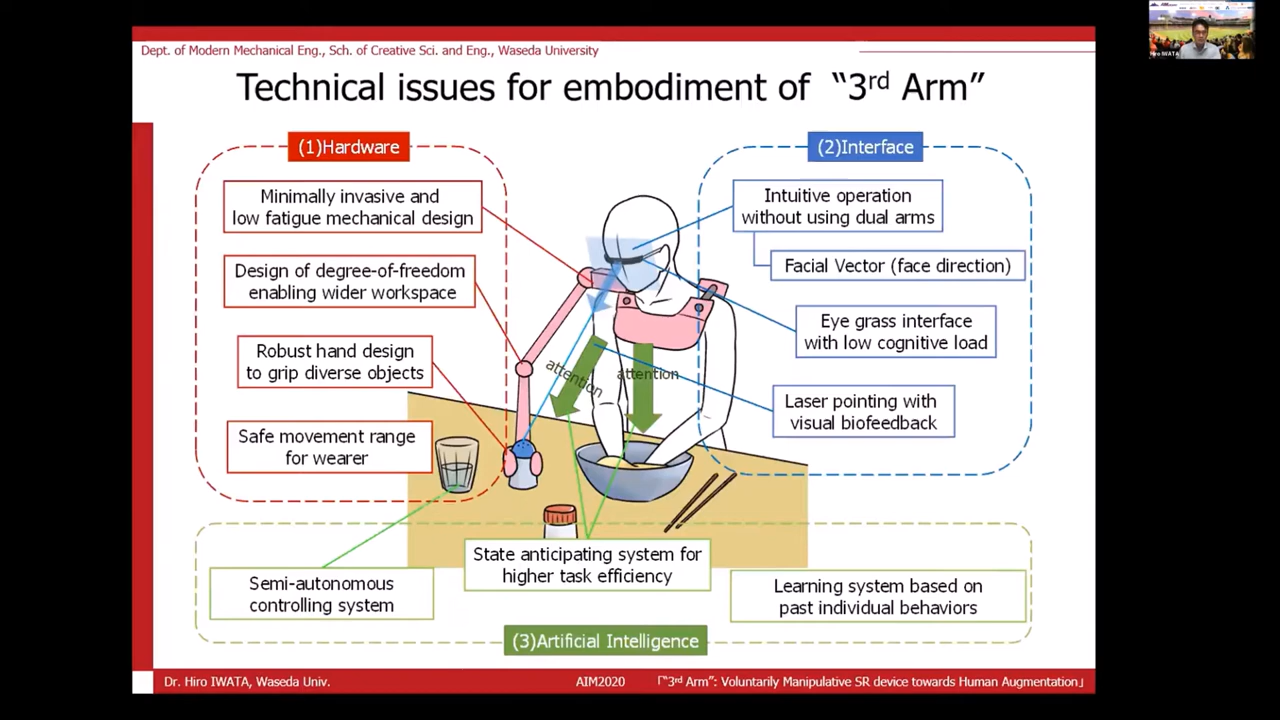 Dept. of Modern Mechanical Eng., Sch. of Creative Sci. and Eng., Waseda University
Technical issues for embodiment of “3rd Arm”
(1)Hardware
Minimally invasive and
low fatigue mechanical design
Design of degree-of-freedom
enabling wider workspace
Robust hand design
to grip diverse objects
Safe movement range
for wearer
(2)Interface
Intuitive operation
without using dual arms
Facial Vector (face direction)
Eye grass interface
with low cognitive load
Laser pointing with
visual biofeedback
attention
attention
Semi-autonomous
controlling system
State anticipating system for
higher task efficiency
Learning system based on
past individual behaviors
(3)Artificial Intelligence
Dr. Hiro IWATA, Waseda Univ.
AIM2020
「“3rd Arm”: Voluntarily Manipulative SR device towards Human Augmentation」
Hiro IWATA